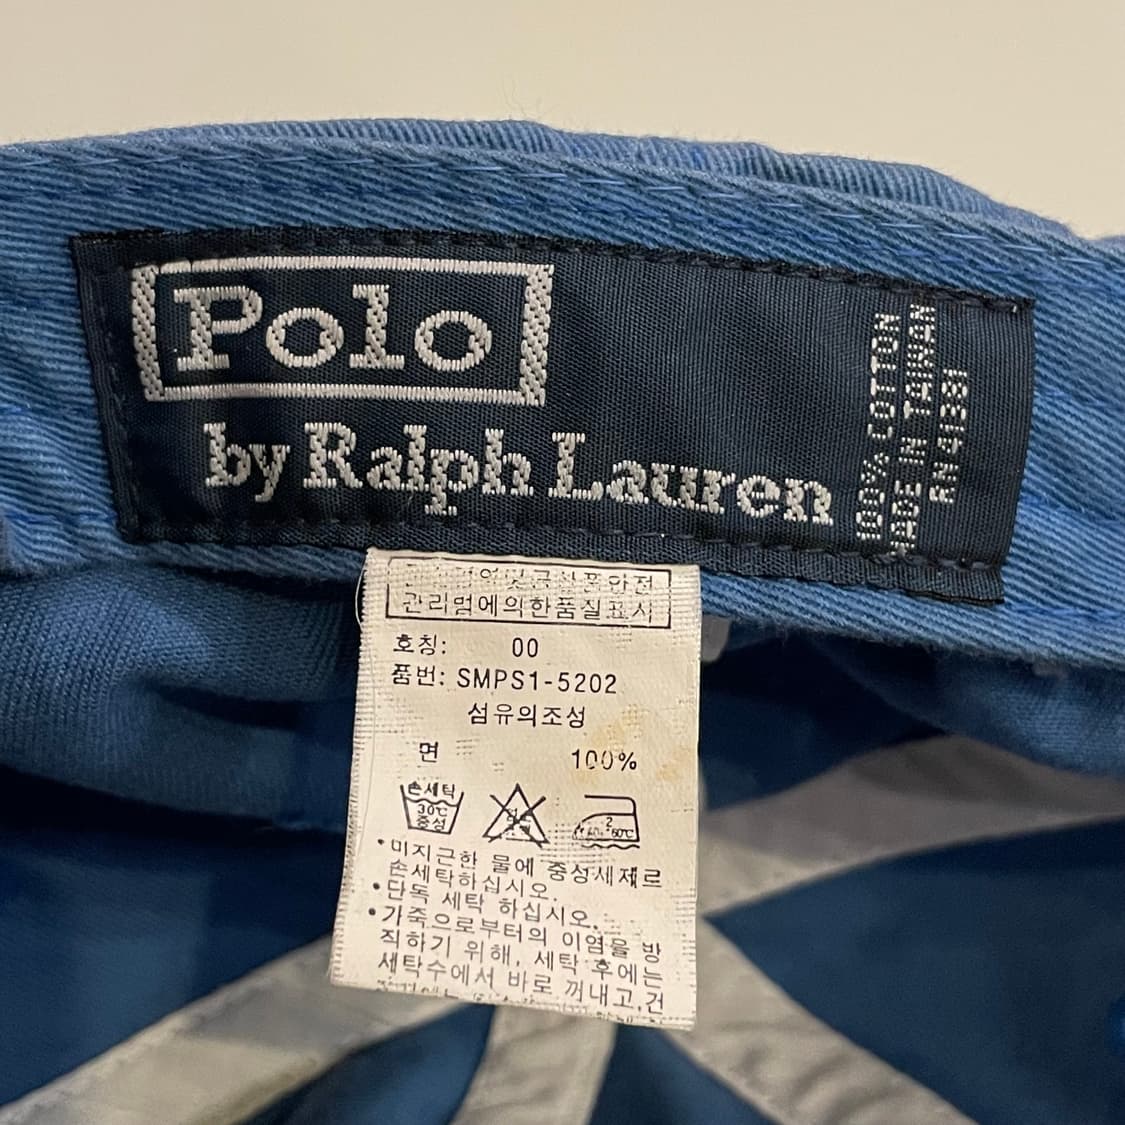 Polo
by Ralph Lauren
100% COTTON
MADE IN TAIWAN
RN 41381
관리법에의한품질표시
호칭: 00
품번: SMPS1-5202
섬유의조성
면 100%
손세탁
30℃
중성
미지근한 물에 중성세제로
손세탁하십시오.
단독 세탁 하십시오.
가죽으로부터의 이염을 방
직하기 위해, 세탁 후에는
세탁수에서 바로 꺼내고,건